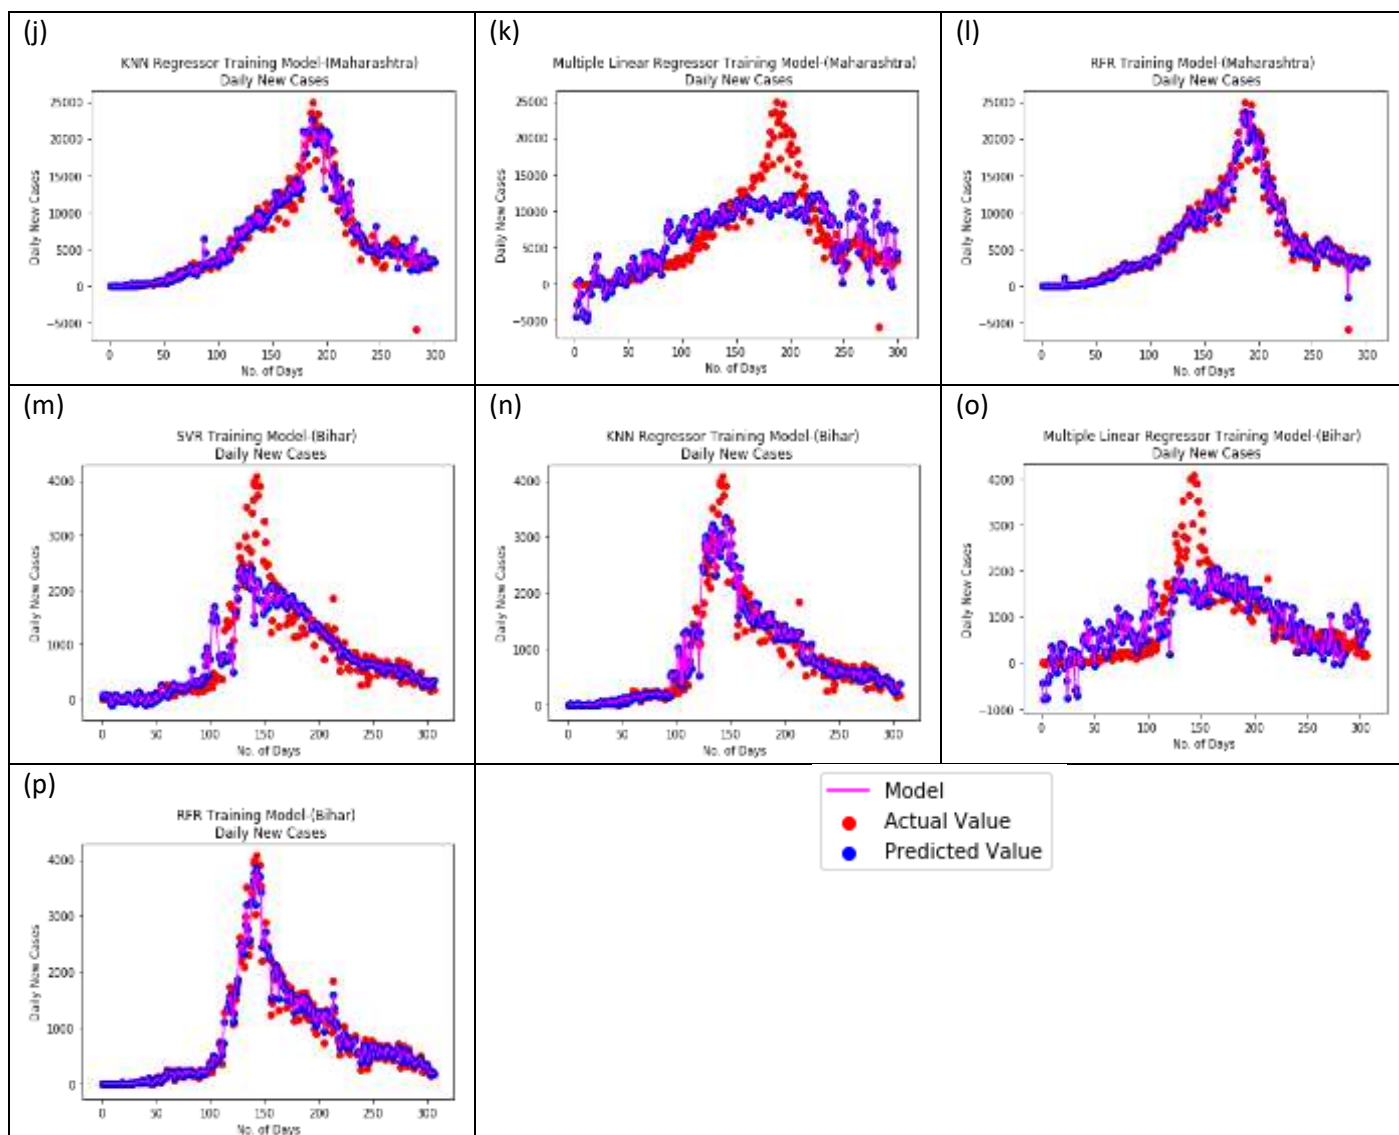 (j)
KNN Regressor Training Model-(Maharashtra)
Daily New Cases
25000
20000
15000
10000
5000
0
−5000
Daily New Cases
0 50 100 150 200 250 300
No. of Days
(k)
Multiple Linear Regressor Training Model-(Maharashtra)
Daily New Cases
25000
20000
15000
10000
5000
0
−5000
Daily New Cases
0 50 100 150 200 250 300
No. of Days
(l)
RFR Training Model-(Maharashtra)
Daily New Cases
25000
20000
15000
10000
5000
0
−5000
Daily New Cases
0 50 100 150 200 250 300
No. of Days
(m)
SVR Training Model-(Bihar)
Daily New Cases
4000
3000
2000
1000
0
Daily New Cases
0 50 100 150 200 250 300
No. of Days
(n)
KNN Regressor Training Model-(Bihar)
Daily New Cases
4000
3000
2000
1000
0
Daily New Cases
0 50 100 150 200 250 300
No. of Days
(o)
Multiple Linear Regressor Training Model-(Bihar)
Daily New Cases
4000
3000
2000
1000
0
−1000
Daily New Cases
0 50 100 150 200 250 300
No. of Days
(p)
RFR Training Model-(Bihar)
Daily New Cases
4000
3000
2000
1000
0
Daily New Cases
0 50 100 150 200 250 300
No. of Days
Model
Actual Value
Predicted Value